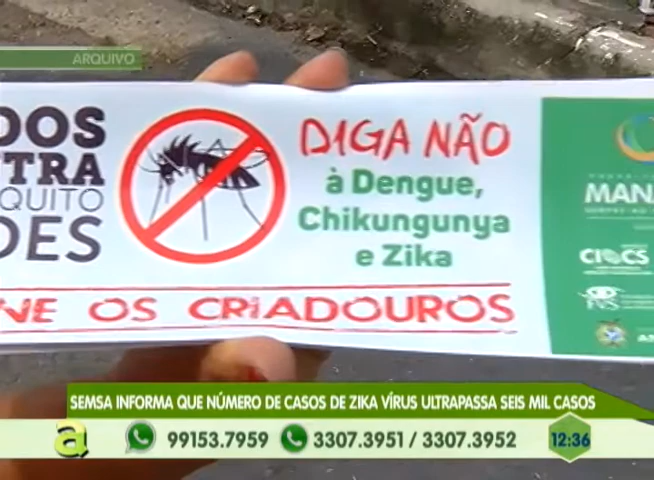 ARQUIVO
DOS
TRA
QUITO
DES
DIGA NÃO
à Dengue,
Chikungunya
e Zika
NE OS CRIADOUROS
MANA
CIOCS
SEMSA INFORMA QUE NÚMERO DE CASOS DE ZIKA VÍRUS ULTRAPASSA SEIS MIL CASOS
a 99153.7959 3307.3951 / 3307.3952 12:36